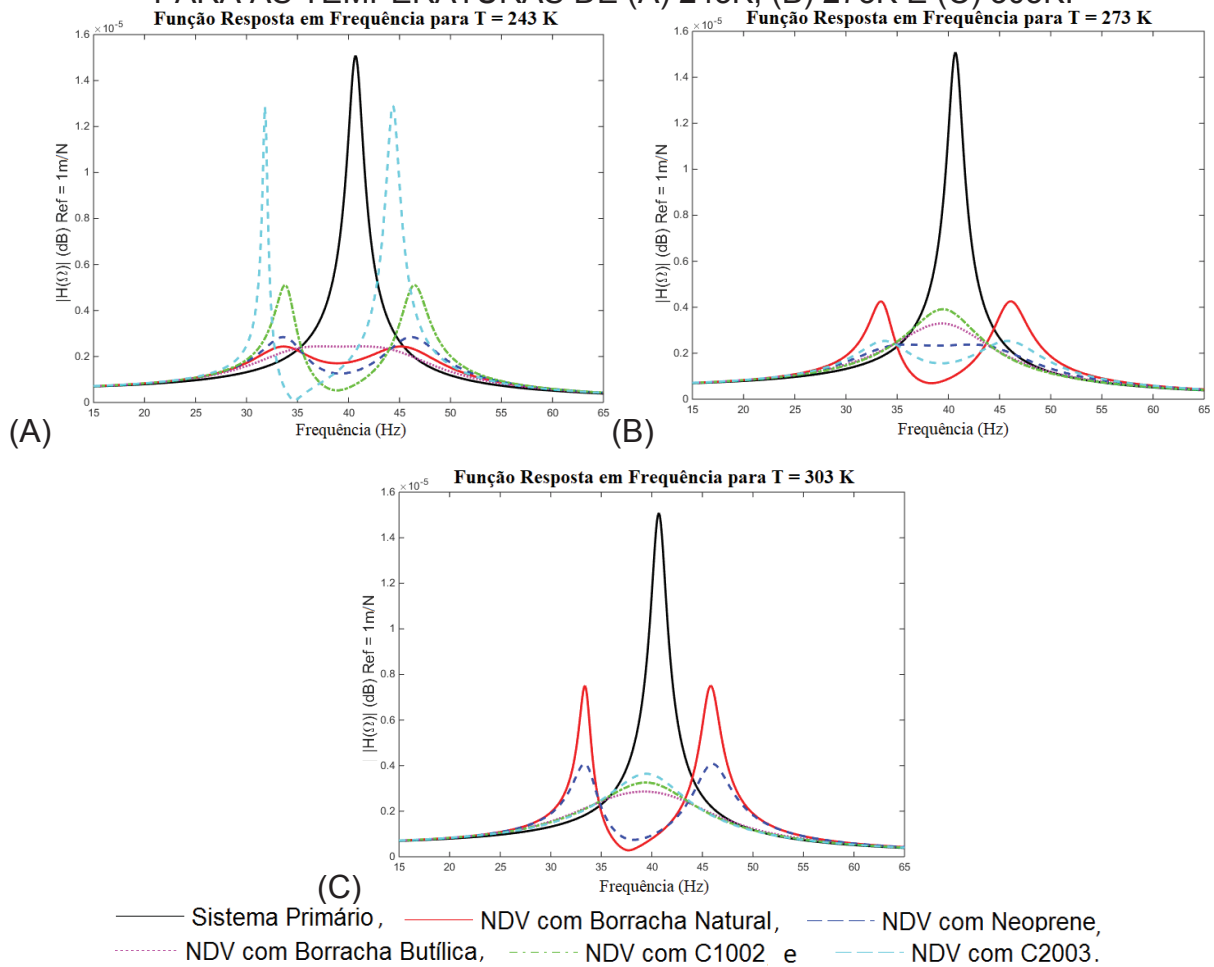 PARA AS TEMPERATURAS DE (A) 243K, (B) 273K E (C) 303K.
Função Resposta em Frequência para T = 243 K
×10⁻⁵
1.6
1.4
1.2
1
0.8
0.6
0.4
0.2
0
|H(Ω)| (dB) Ref = 1m/N
15 20 25 30 35 40 45 50 55 60 65
Frequência (Hz)
(A)
Função Resposta em Frequência para T = 273 K
×10⁻⁵
1.6
1.4
1.2
1
0.8
0.6
0.4
0.2
0
|H(Ω)| (dB) Ref = 1m/N
15 20 25 30 35 40 45 50 55 60 65
Frequência (Hz)
(B)
Função Resposta em Frequência para T = 303 K
×10⁻⁵
1.6
1.4
1.2
1
0.8
0.6
0.4
0.2
0
|H(Ω)| (dB) Ref = 1m/N
15 20 25 30 35 40 45 50 55 60 65
Frequência (Hz)
(C)
Sistema Primário, NDV com Borracha Natural, NDV com Neoprene,
NDV com Borracha Butílica, NDV com C1002 e NDV com C2003.